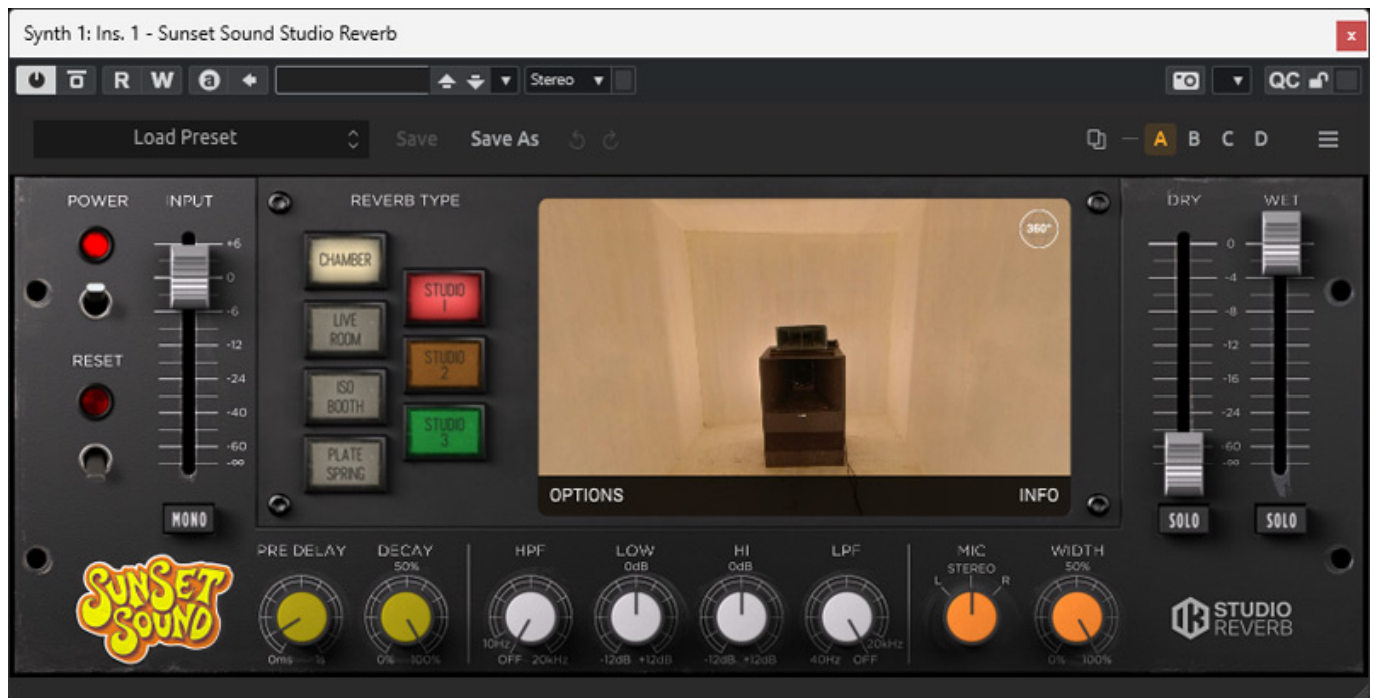 Synth 1: Ins. 1 - Sunset Sound Studio Reverb
x
R W a Stereo QC
Load Preset Save Save As A B C D
POWER INPUT REVERB TYPE DRY WET
360°
+6
0
-6
-12
-24
-40
-60
-∞
RESET
MONO
CHAMBER
LIVE
ROOM
ISO
BOOTH
PLATE
SPRING
STUDIO
1
STUDIO
2
STUDIO
3
OPTIONS INFO
0
-4
-8
-12
-16
-24
-60
-∞
SOLO SOLO
SUNSET
SOUND
PRE DELAY
0ms 1s
DECAY
50%
0% 100%
HPF
10Hz
OFF 20kHz
LOW
0dB
-12dB +12dB
HI
0dB
-12dB +12dB
LPF
20kHz
40Hz OFF
MIC
STEREO
L R
WIDTH
50%
0% 100%
IK STUDIO
REVERB